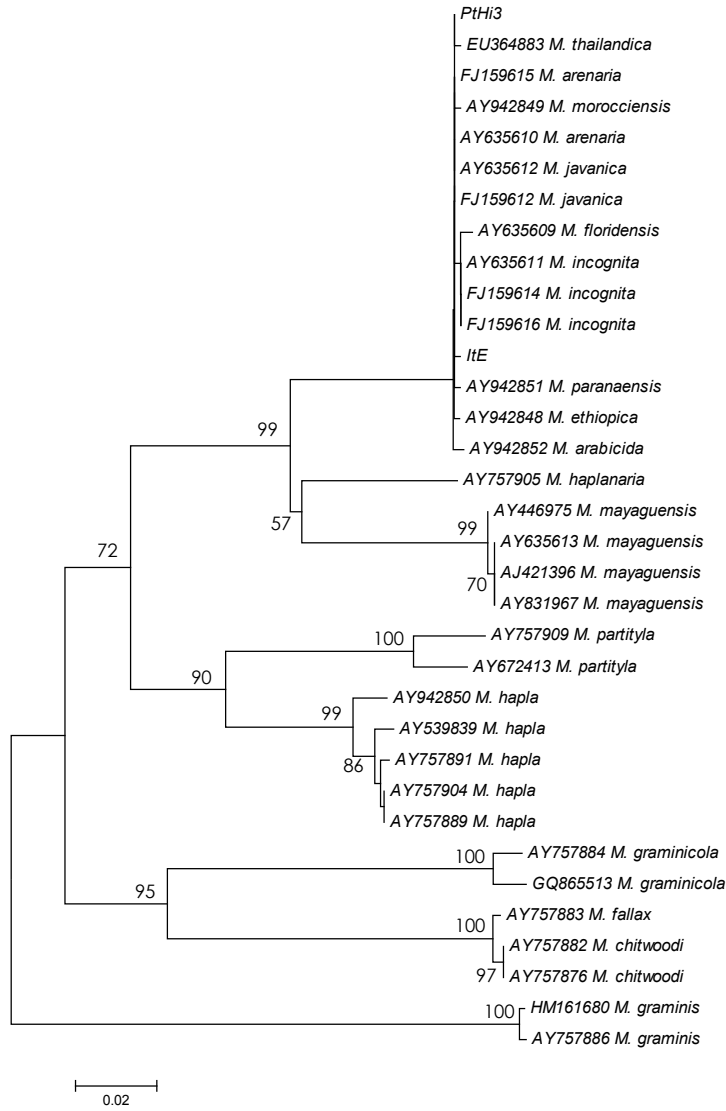 PtHi3
EU364883 M. thailandica
FJ159615 M. arenaria
AY942849 M. morocciensis
AY635610 M. arenaria
AY635612 M. javanica
FJ159612 M. javanica
AY635609 M. floridensis
AY635611 M. incognita
FJ159614 M. incognita
FJ159616 M. incognita
ItE
AY942851 M. paranaensis
AY942848 M. ethiopica
99
AY942852 M. arabicida
AY757905 M. haplanaria
57
AY446975 M. mayaguensis
99
AY635613 M. mayaguensis
72
AJ421396 M. mayaguensis
70
AY831967 M. mayaguensis
100
AY757909 M. partityla
90
AY672413 M. partityla
99
AY942850 M. hapla
AY539839 M. hapla
86
AY757891 M. hapla
AY757904 M. hapla
AY757889 M. hapla
100
AY757884 M. graminicola
95
GQ865513 M. graminicola
100
AY757883 M. fallax
AY757882 M. chitwoodi
97
AY757876 M. chitwoodi
100
HM161680 M. graminis
AY757886 M. graminis
0.02